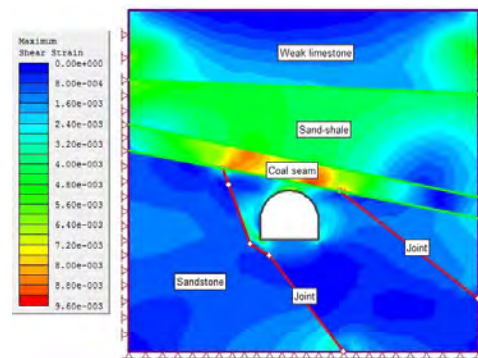 Maximum
Shear Strain
0.00e+000
8.00e-004
1.60e-003
2.40e-003
3.20e-003
4.00e-003
4.80e-003
5.60e-003
6.40e-003
7.20e-003
8.00e-003
8.80e-003
9.60e-003
Weak limestone
Sand-shale
Coal seam
Joint
Sandstone
Joint